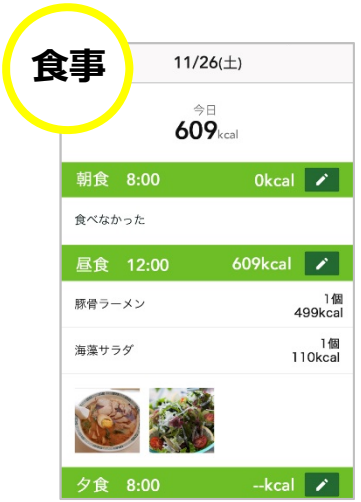 食事
11/26(土)
今日
609kcal
朝食 8:00 0kcal
食べなかった
昼食 12:00 609kcal
豚骨ラーメン 1個
499kcal
海藻サラダ 1個
110kcal
夕食 8:00 --kcal